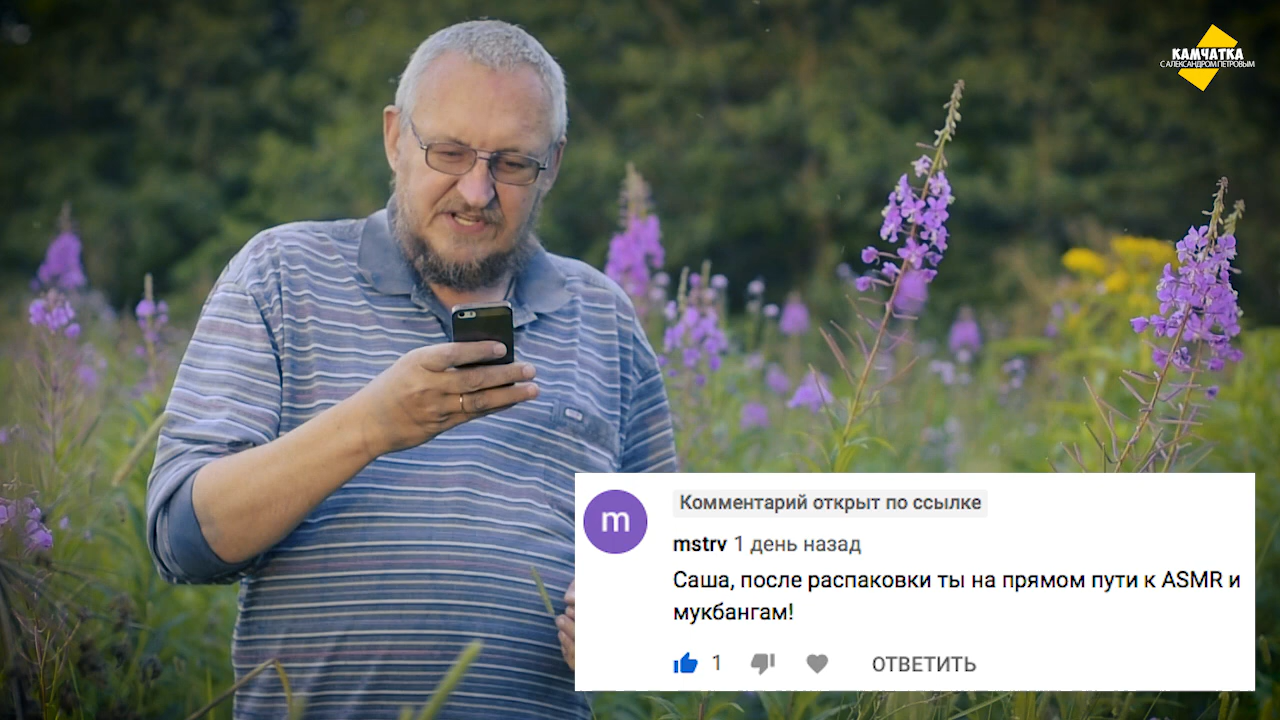 КАМЧАТКА
С АЛЕКСАНДРОМ ПЕТРОВЫМ
Комментарий открыт по ссылке
mstrv 1 день назад
Саша, после распаковки ты на прямом пути к ASMR и
мукбангам!
1 ОТВЕТИТЬ
m